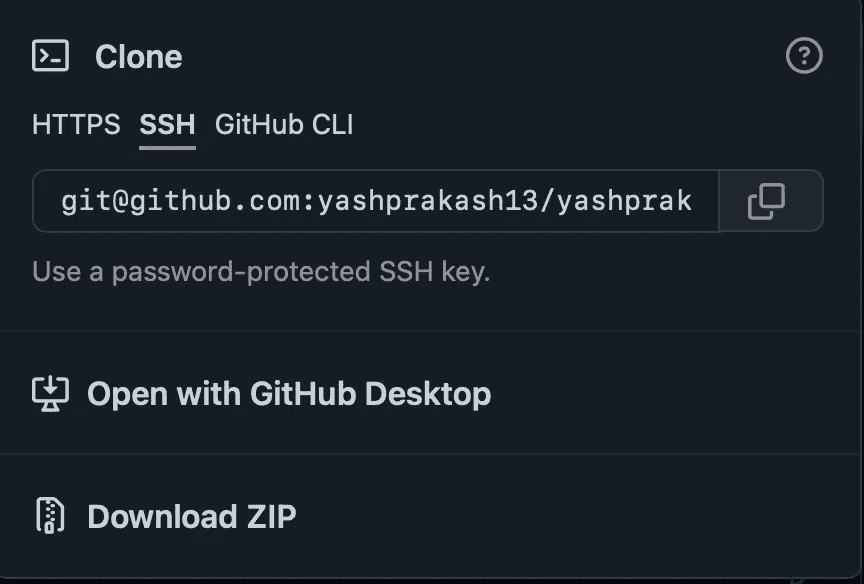 Clone
HTTPS SSH GitHub CLI
git@github.com:yashprakash13/yashprak
Use a password-protected SSH key.
Open with GitHub Desktop
Download ZIP